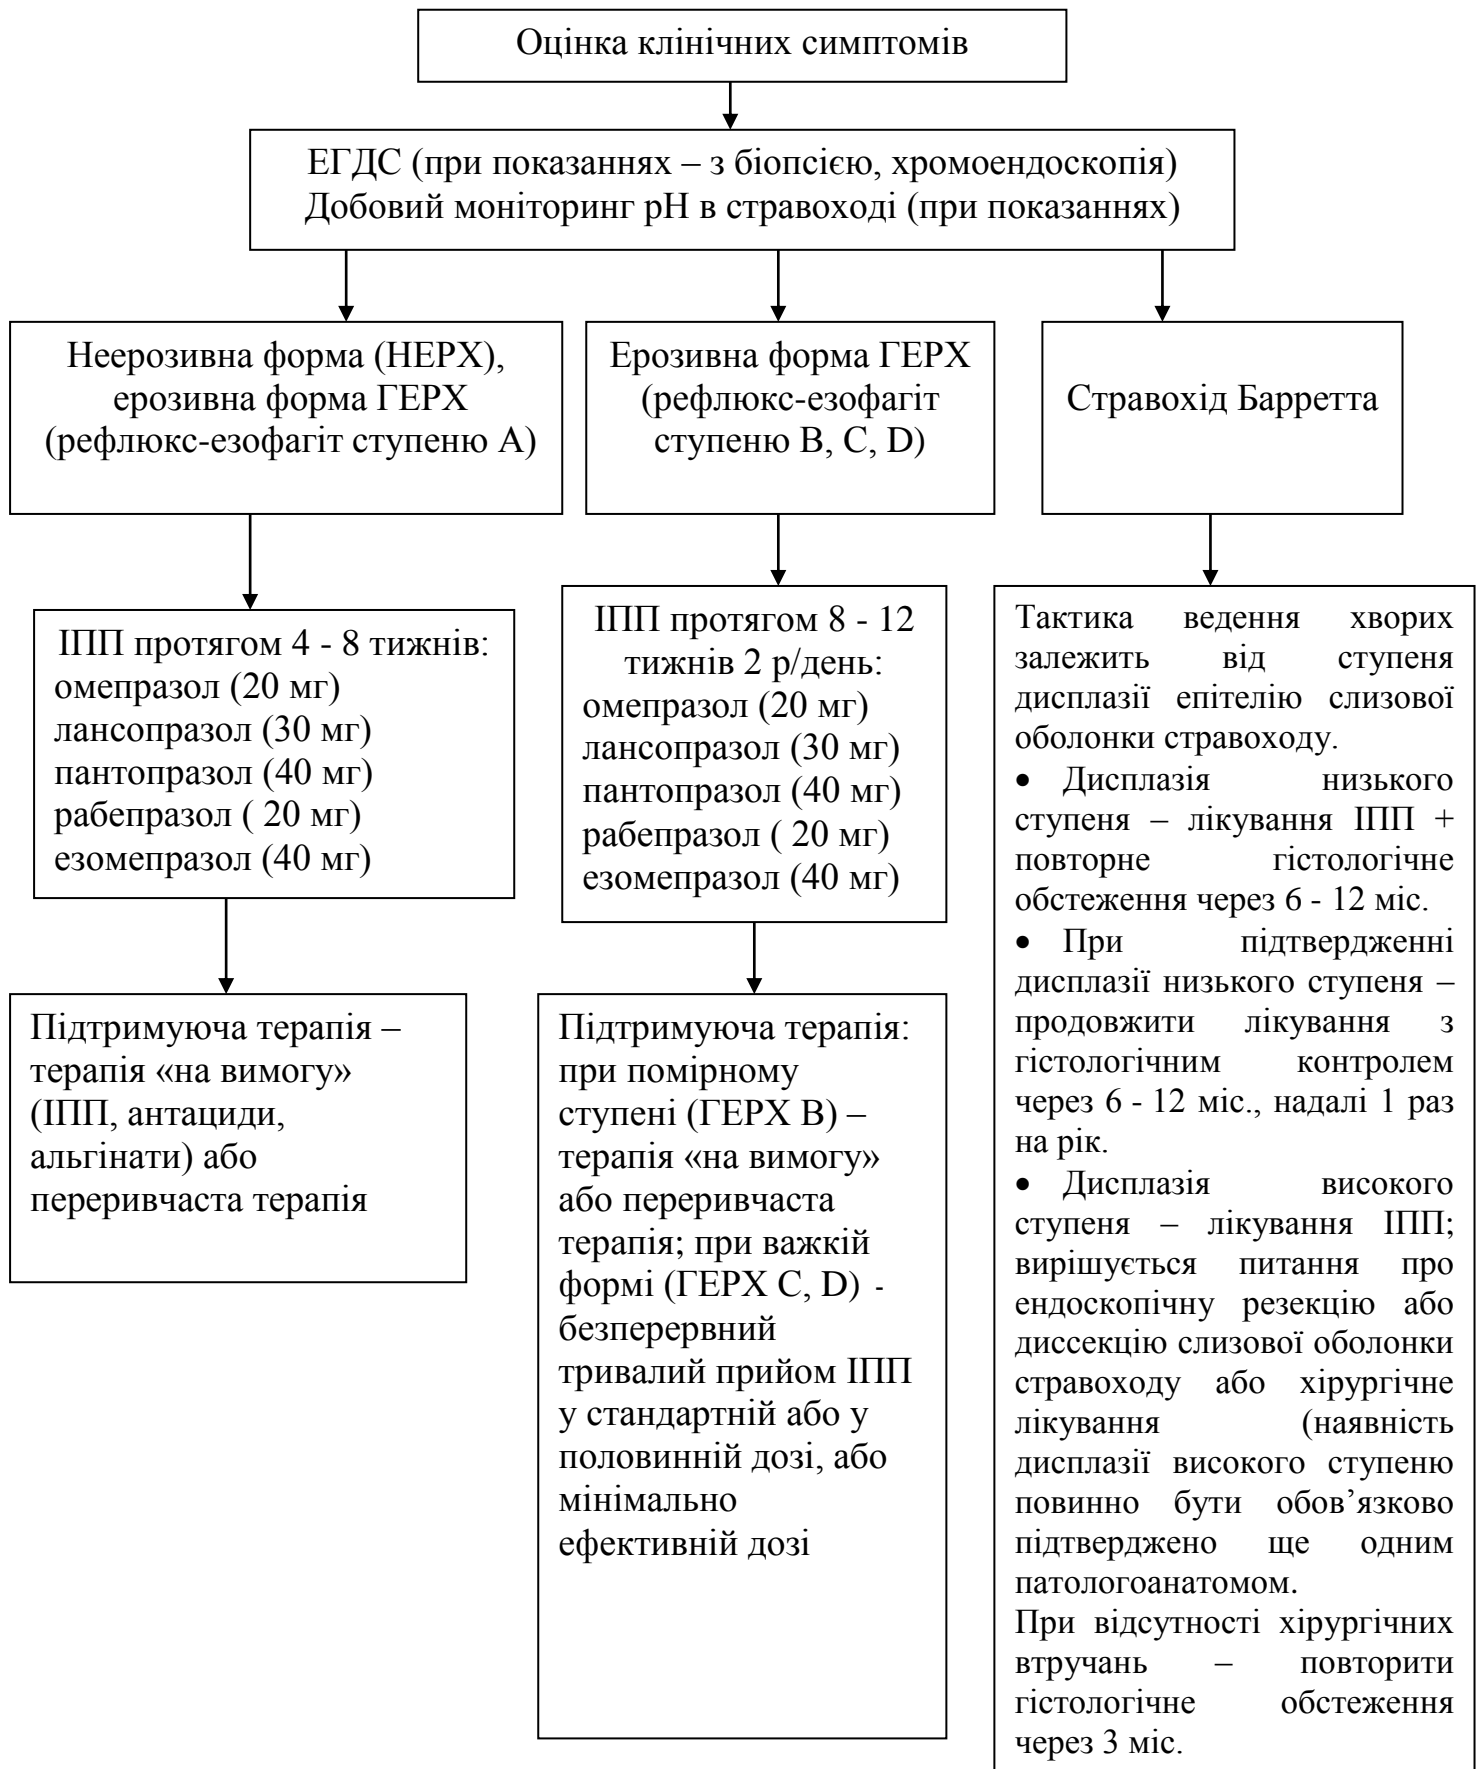 Оцінка клінічних симптомів
ЕГДС (при показаннях – з біопсією, хромоендоскопія)
Добовий моніторинг рН в стравоході (при показаннях)
Неерозивна форма (НЕРХ),
ерозивна форма ГЕРХ
(рефлюкс-езофагіт ступеню А)
Ерозивна форма ГЕРХ
(рефлюкс-езофагіт
ступеню В, С, D)
Стравохід Барретта
ІПП протягом 4 - 8 тижнів:
омепразол (20 мг)
лансопразол (30 мг)
пантопразол (40 мг)
рабепразол ( 20 мг)
езомепразол (40 мг)
ІПП протягом 8 - 12
тижнів 2 р/день:
омепразол (20 мг)
лансопразол (30 мг)
пантопразол (40 мг)
рабепразол ( 20 мг)
езомепразол (40 мг)
Підтримуюча терапія –
терапія «на вимогу»
(ІПП, антациди,
альгінати) або
переривчаста терапія
Підтримуюча терапія:
при помірному
ступені (ГЕРХ В) –
терапія «на вимогу»
або переривчаста
терапія; при важкій
формі (ГЕРХ С, D) -
безперервний
тривалий прийом ІПП
у стандартній або у
половинній дозі, або
мінімально
ефективній дозі
Тактика ведення хворих
залежить від ступеня
дисплазії епітелію слизової
оболонки стравоходу.
• Дисплазія низького
ступеня – лікування ІПП +
повторне гістологічне
обстеження через 6 - 12 міс.
• При підтвердженні
дисплазії низького ступеня –
продовжити лікування з
гістологічним контролем
через 6 - 12 міс., надалі 1 раз
на рік.
• Дисплазія високого
ступеня – лікування ІПП;
вирішується питання про
ендоскопічну резекцію або
диссекцію слизової оболонки
стравоходу або хірургічне
лікування (наявність
дисплазії високого ступеню
повинно бути обов’язково
підтверджено ще одним
патологоанатомом.
При відсутності хірургічних
втручань – повторити
гістологічне обстеження
через 3 міс.